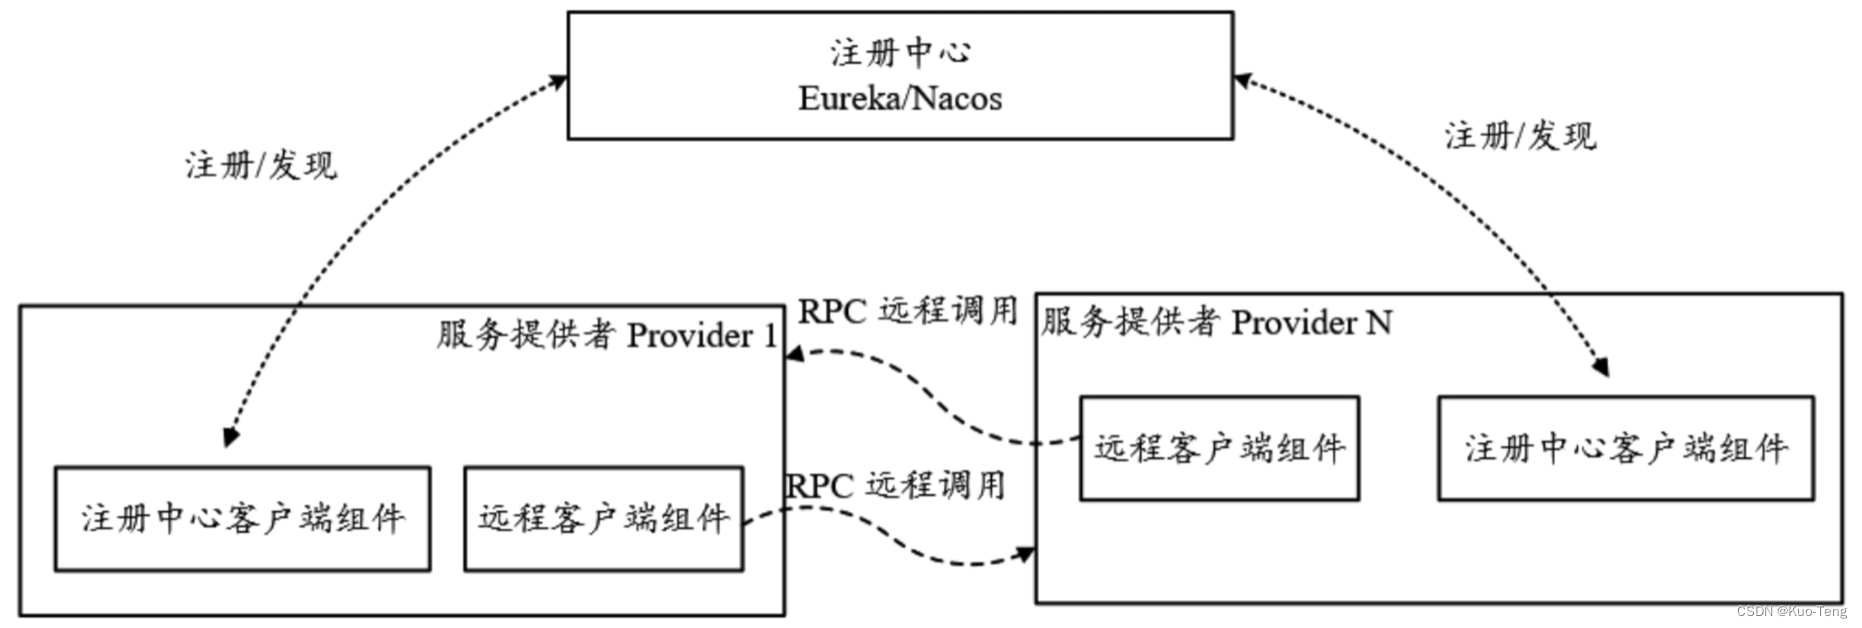 注册中心
Eureka/Nacos
注册/发现
注册/发现
服务提供者 Provider 1
RPC 远程调用
服务提供者 Provider N
注册中心客户端组件
远程客户端组件
RPC 远程调用
远程客户端组件
注册中心客户端组件
CSDN @Kuo-Teng